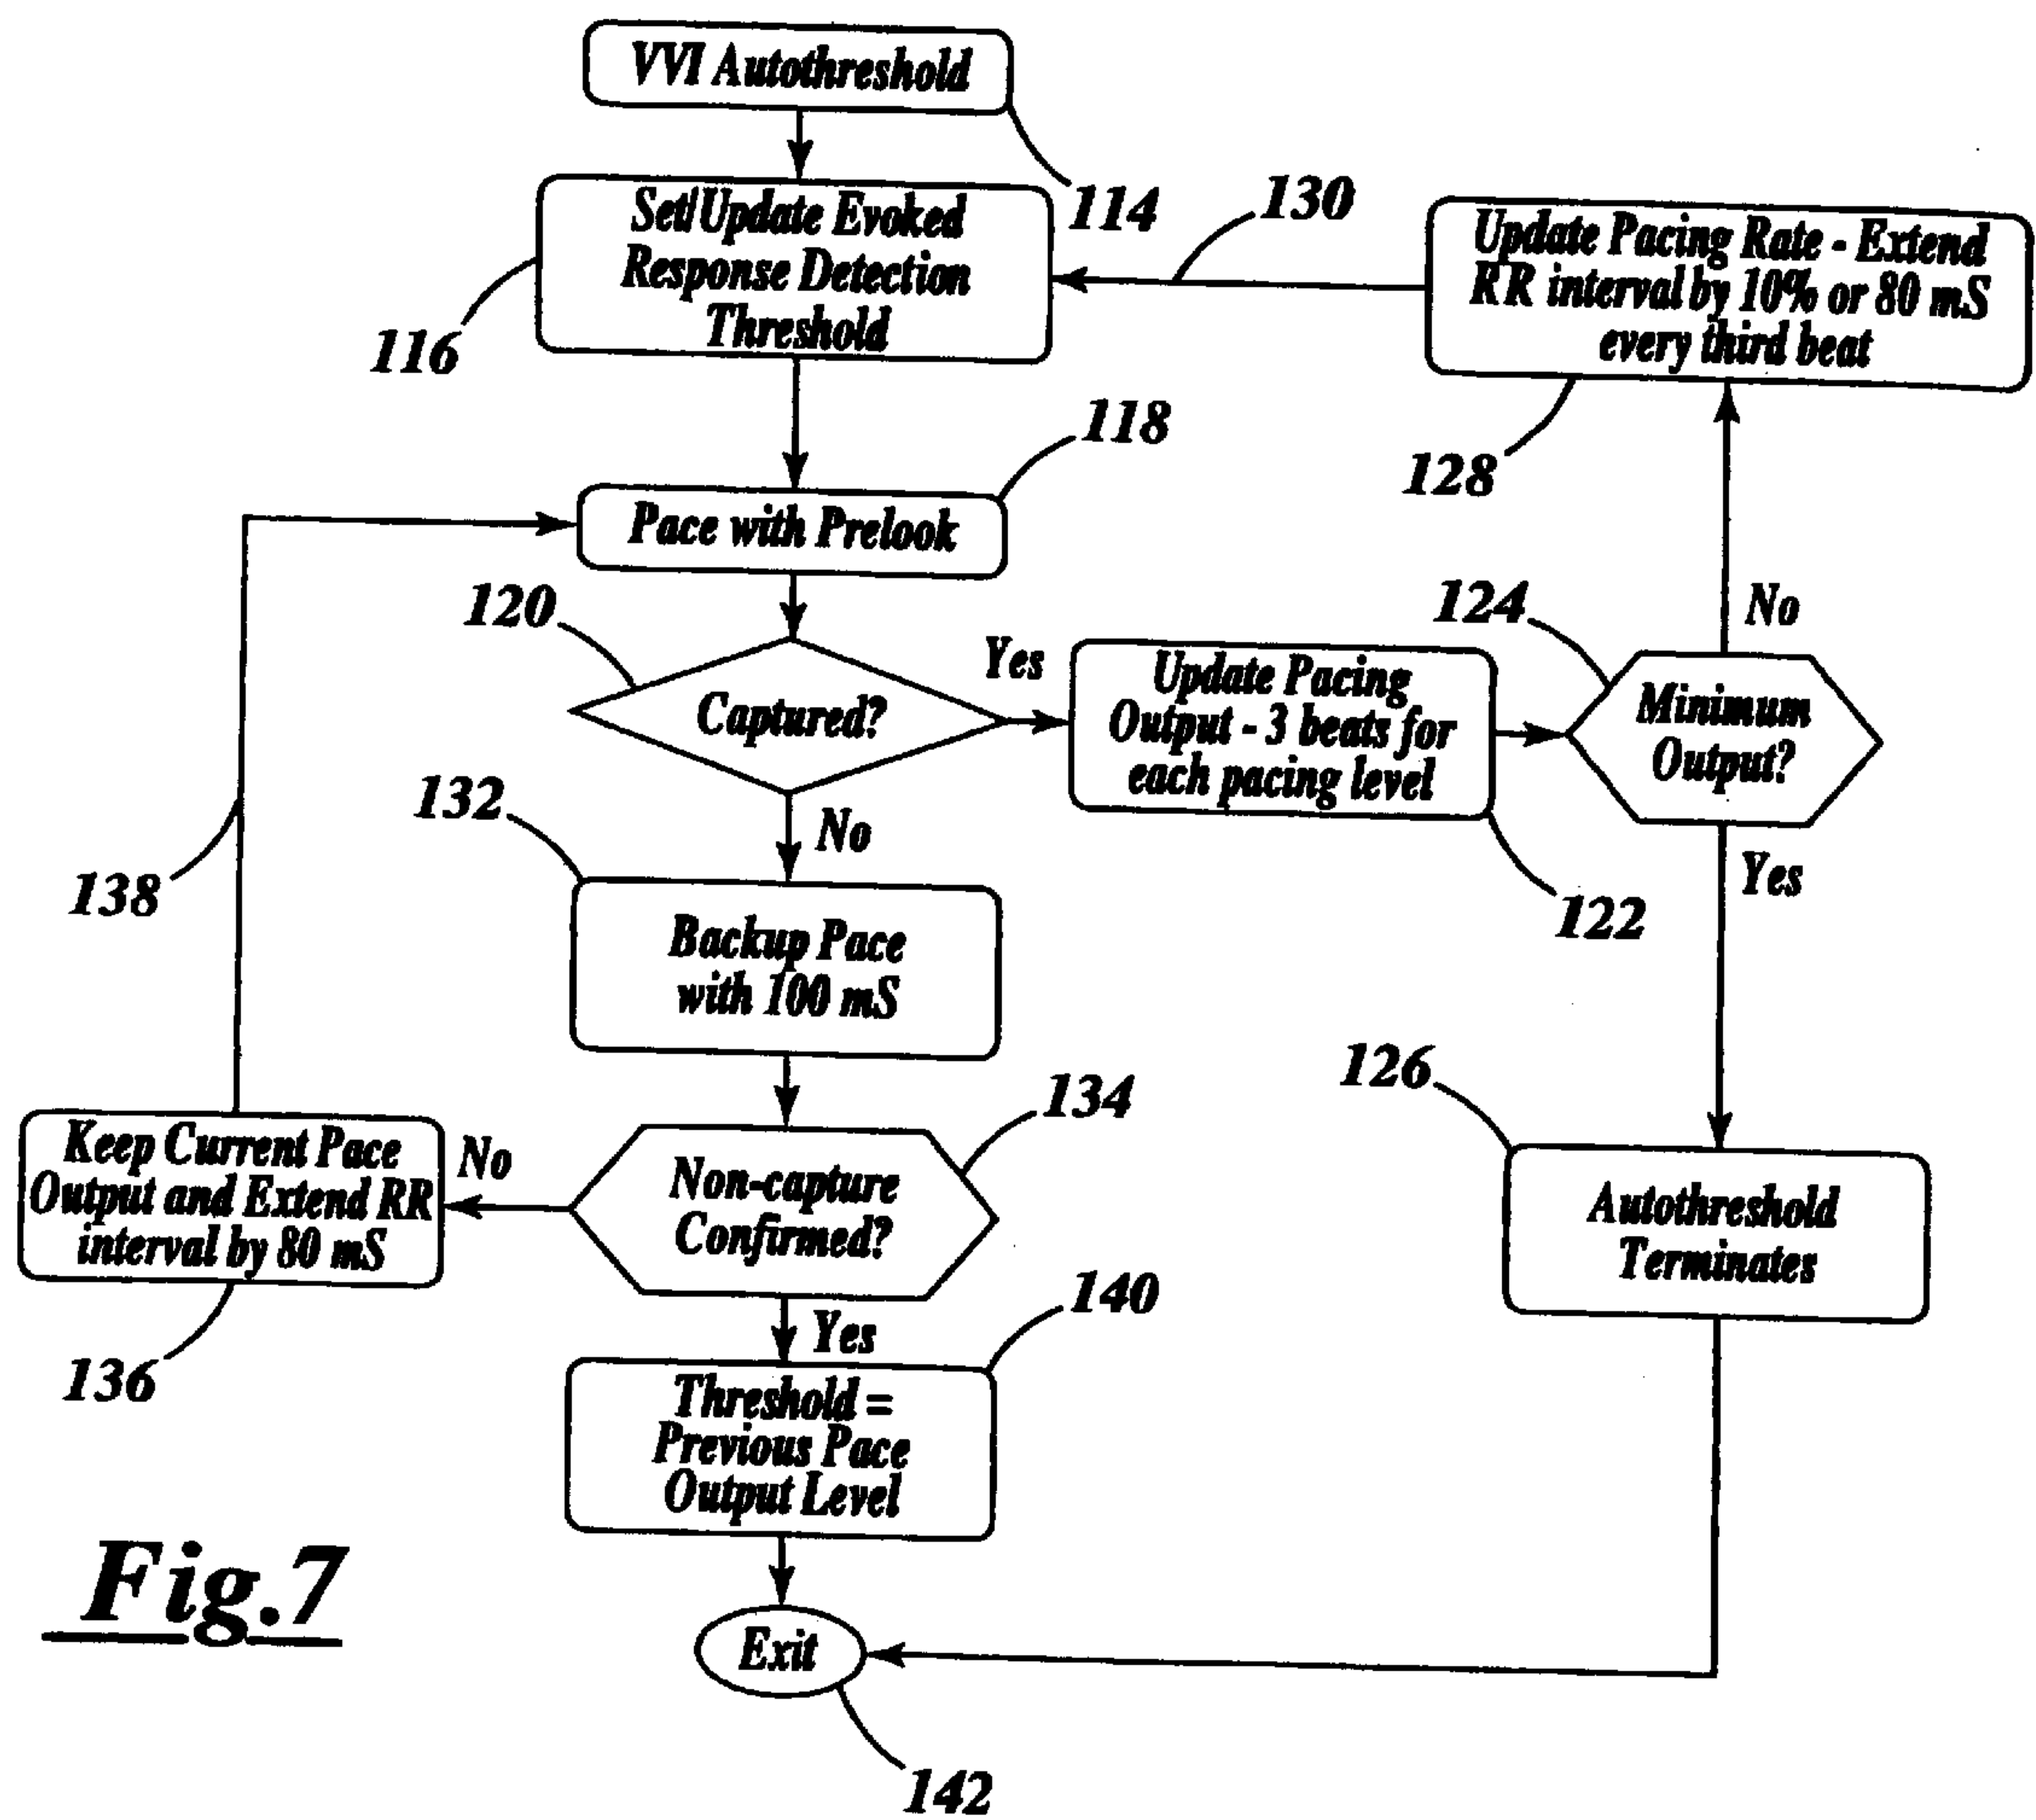 VVI Autothreshold
114
Set/Update Evoked
Response Detection
Threshold
116
130
Update Pacing Rate - Extend
RR interval by 10% or 80 mS
every third beat
128
118
Pace with Prelook
120
Captured?
Yes
Update Pacing
Output - 3 beats for
each pacing level
122
124
Minimum
Output?
No
Yes
No
132
Backup Pace
with 100 mS
138
134
Non-capture
Confirmed?
No
Keep Current Pace
Output and Extend RR
interval by 80 mS
136
126
Autothreshold
Terminates
Yes
140
Threshold =
Previous Pace
Output Level
Exit
142
Fig.7